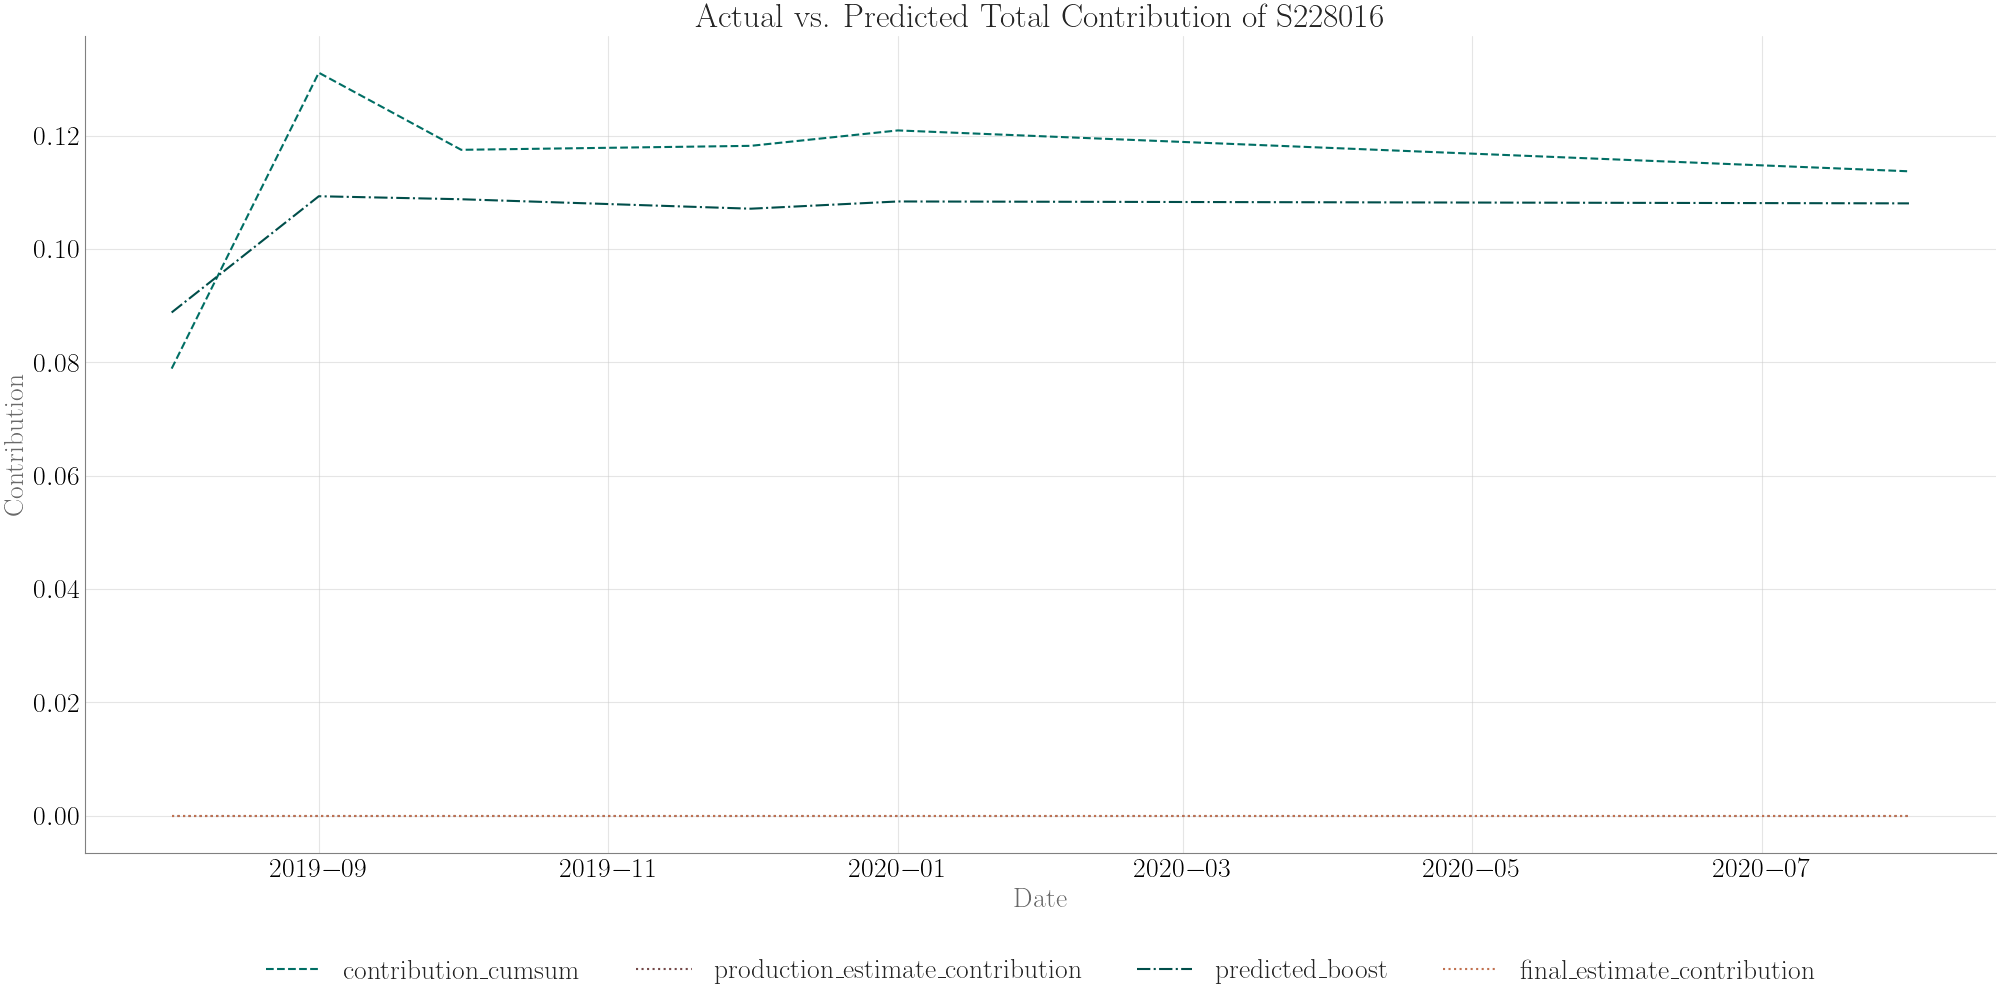 Actual vs. Predicted Total Contribution of S228016
Contribution
0.12
0.10
0.08
0.06
0.04
0.02
0.00
2019−09 2019−11 2020−01 2020−03 2020−05 2020−07
Date
contribution_cumsum production_estimate_contribution predicted_boost final_estimate_contribution